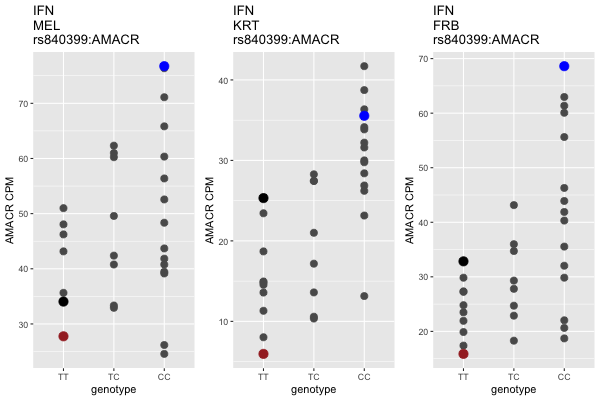 IFN
MEL
rs840399:AMACR
AMACR CPM
70
60
50
40
30
TT
TC
CC
genotype
IFN
KRT
rs840399:AMACR
AMACR CPM
40
30
20
10
TT
TC
CC
genotype
IFN
FRB
rs840399:AMACR
AMACR CPM
70
60
50
40
30
20
TT
TC
CC
genotype